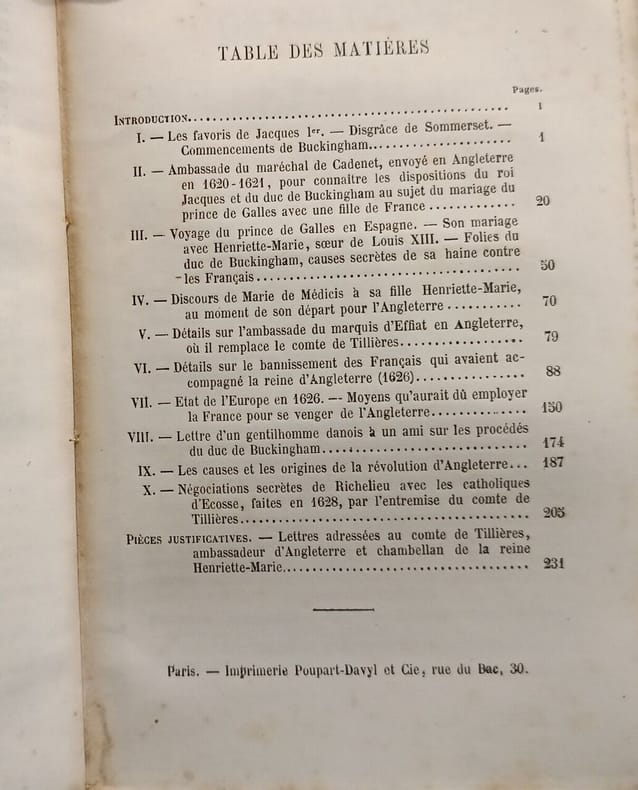 TABLE DES MATIÈRES
Pages.
INTRODUCTION........................................ 1
I. — Les favoris de Jacques 1er. — Disgrâce de Sommerset. —
Commencements de Buckingham..................... 1
II. — Ambassade du maréchal de Cadenet, envoyé en Angleterre
en 1620-1621, pour connaître les dispositions du roi
Jacques et du duc de Buckingham au sujet du mariage du
prince de Galles avec une fille de France ............. 20
III. — Voyage du prince de Galles en Espagne. — Son mariage
avec Henriette-Marie, sœur de Louis XIII. — Folies du
duc de Buckingham, causes secrètes de sa haine contre
les Français........................................ 50
IV. — Discours de Marie de Médicis à sa fille Henriette-Marie,
au moment de son départ pour l'Angleterre ........... 70
V. — Détails sur l'ambassade du marquis d'Effiat en Angleterre,
où il remplace le comte de Tillières.................. 79
VI. — Détails sur le bannissement des Français qui avaient ac-
compagné la reine d'Angleterre (1626)................ 88
VII. — Etat de l'Europe en 1626. — Moyens qu'aurait dû employer
la France pour se venger de l'Angleterre.............. 150
VIII. — Lettre d'un gentilhomme danois à un ami sur les procédés
du duc de Buckingham.............................. 174
IX. — Les causes et les origines de la révolution d'Angleterre... 187
X. — Négociations secrètes de Richelieu avec les catholiques
d'Ecosse, faites en 1628, par l'entremise du comte de
Tillières............................................ 205
PIÈCES JUSTIFICATIVES. — Lettres adressées au comte de Tillières,
ambassadeur d'Angleterre et chambellan de la reine
Henriette-Marie.................................... 231
Paris. — Imprimerie Poupart-Davyl et Cie, rue du Bac, 30.